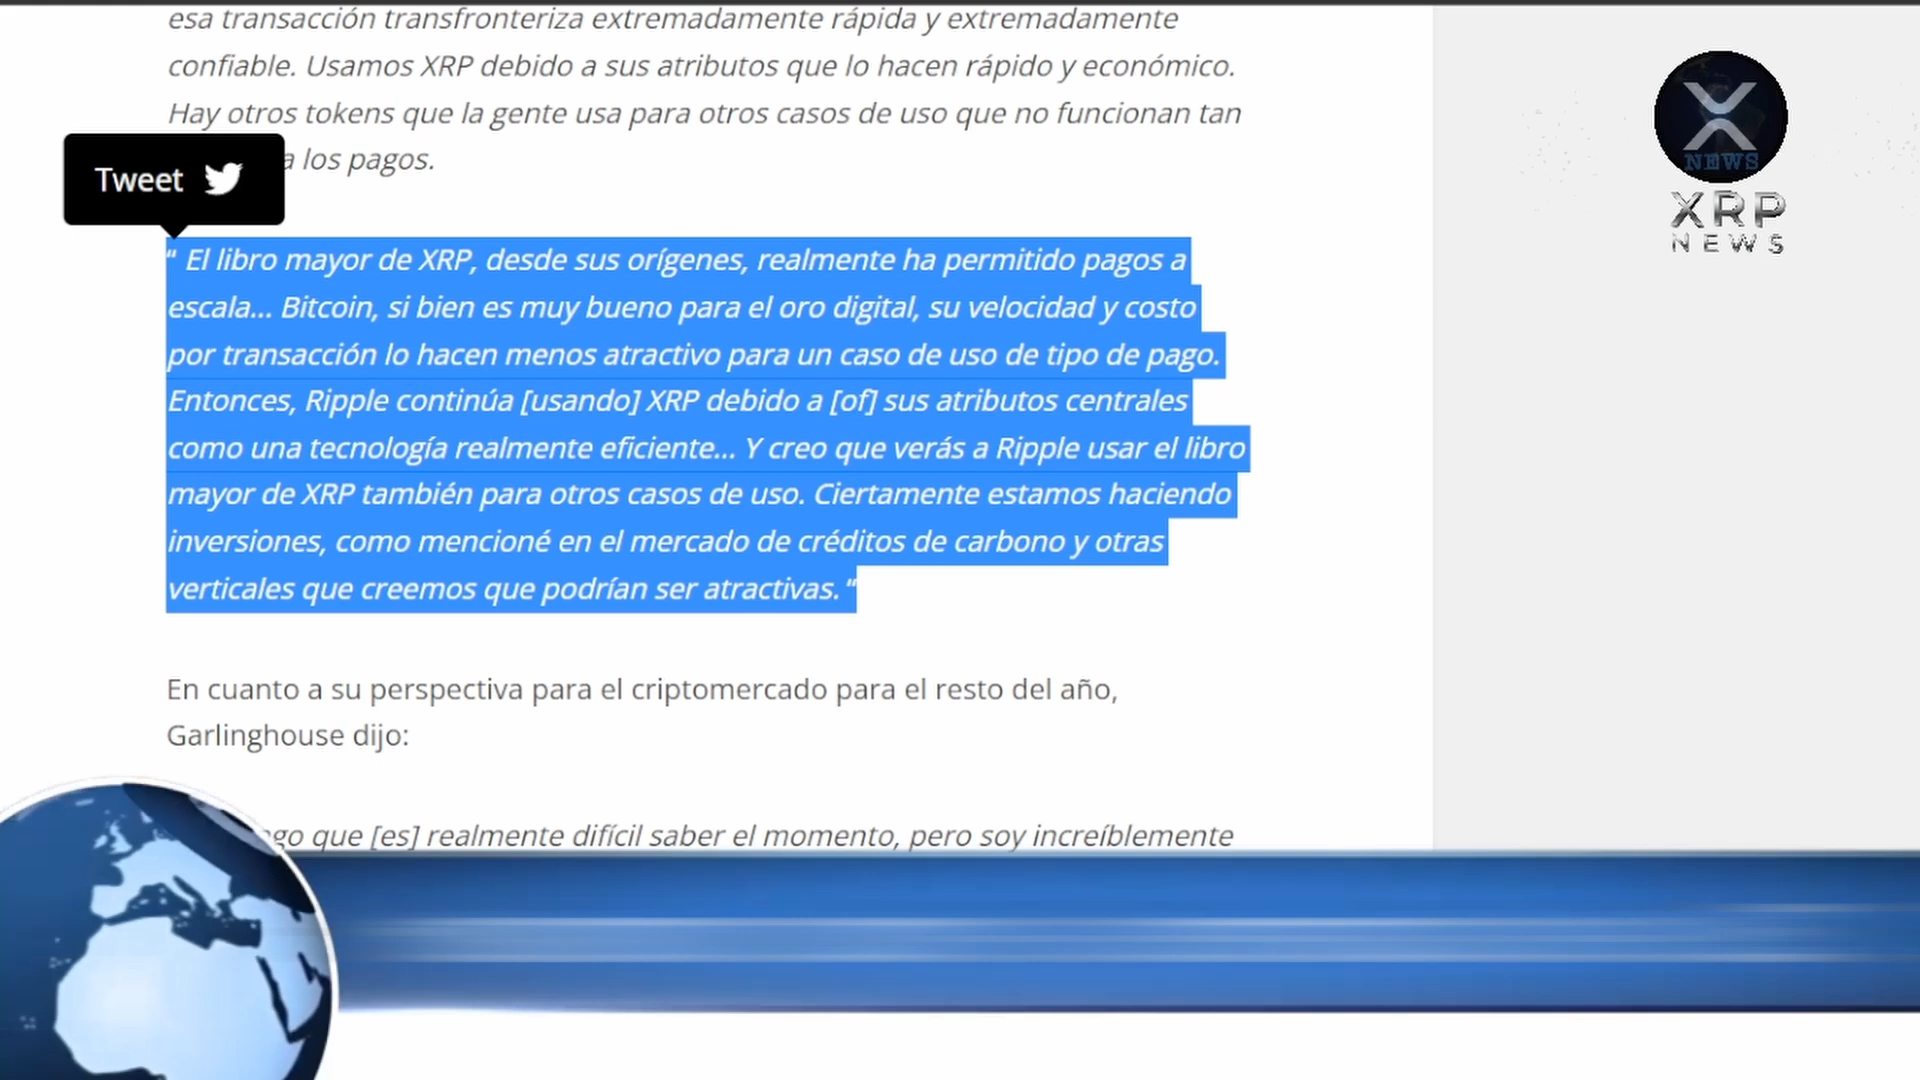 esa transacción transfronteriza extremadamente rápida y extremadamente
confiable. Usamos XRP debido a sus atributos que lo hacen rápido y económico.
Hay otros tokens que la gente usa para otros casos de uso que no funcionan tan
a los pagos.
Tweet
“ El libro mayor de XRP, desde sus orígenes, realmente ha permitido pagos a
escala... Bitcoin, si bien es muy bueno para el oro digital, su velocidad y costo
por transacción lo hacen menos atractivo para un caso de uso de tipo de pago.
Entonces, Ripple continúa [usando] XRP debido a [of] sus atributos centrales
como una tecnología realmente eficiente... Y creo que verás a Ripple usar el libro
mayor de XRP también para otros casos de uso. Ciertamente estamos haciendo
inversiones, como mencioné en el mercado de créditos de carbono y otras
verticales que creemos que podrían ser atractivas. “
En cuanto a su perspectiva para el criptomercado para el resto del año,
Garlinghouse dijo:
que [es] realmente difícil saber el momento, pero soy increíblemente
NEWS
XRP
NEWS